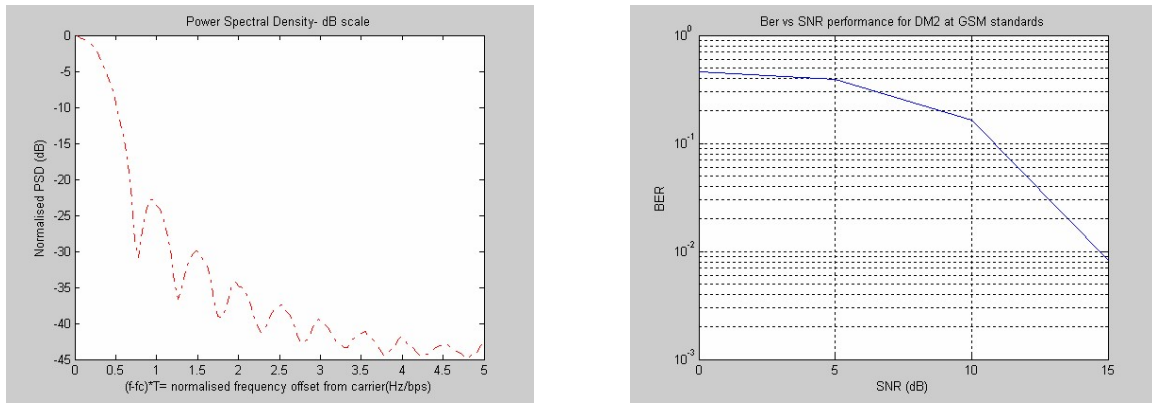 Power Spectral Density- dB scale
Normalised PSD (dB)
0
-5
-10
-15
-20
-25
-30
-35
-40
-45
0 0.5 1 1.5 2 2.5 3 3.5 4 4.5 5
(f-fc)*T= normalised frequency offset from carrier(Hz/bps)
Ber vs SNR performance for DM2 at GSM standards
BER
10^0
10^-1
10^-2
10^-3
0 5 10 15
SNR (dB)